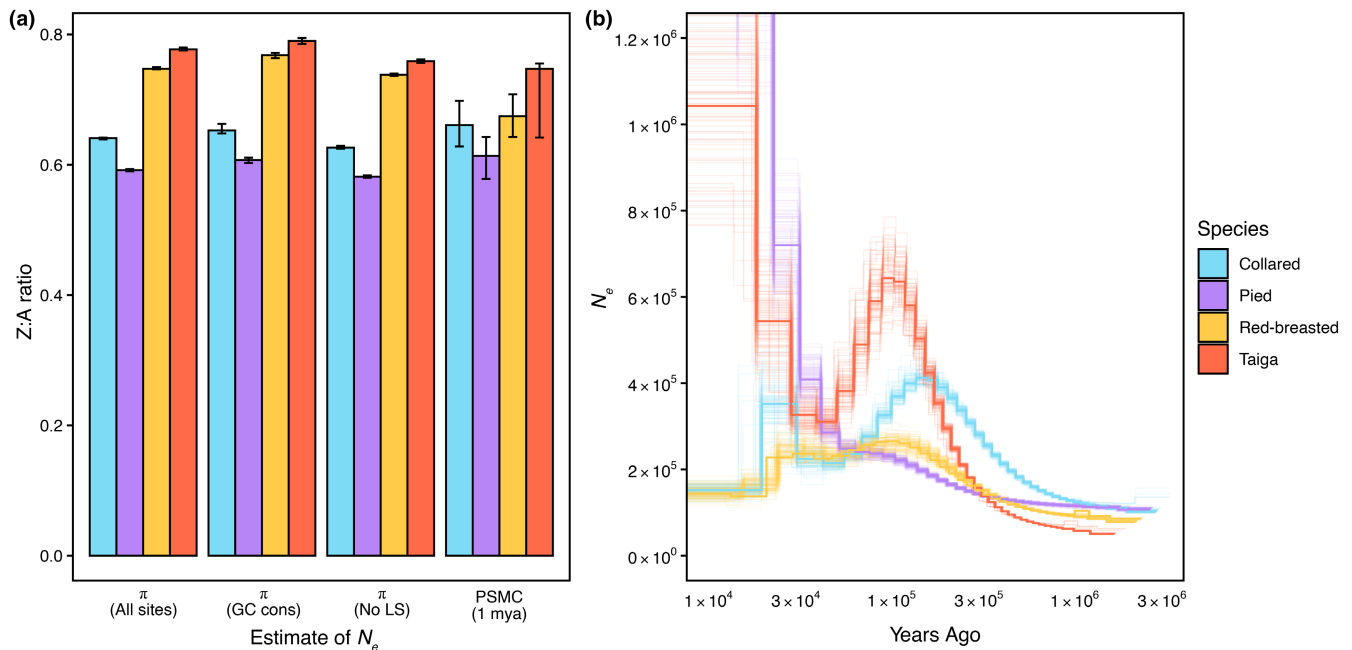 (a)
Z:A ratio
0.8
0.6
0.4
0.2
0.0
π
(All sites)
π
(GC cons)
π
(No LS)
PSMC
(1 mya)
Estimate of Nₑ
(b)
Nₑ
1.2 × 10⁶
1 × 10⁶
8 × 10⁵
6 × 10⁵
4 × 10⁵
2 × 10⁵
0 × 10⁰
1 × 10⁴
3 × 10⁴
1 × 10⁵
3 × 10⁵
1 × 10⁶
3 × 10⁶
Years Ago
Species
Collared
Pied
Red-breasted
Taiga